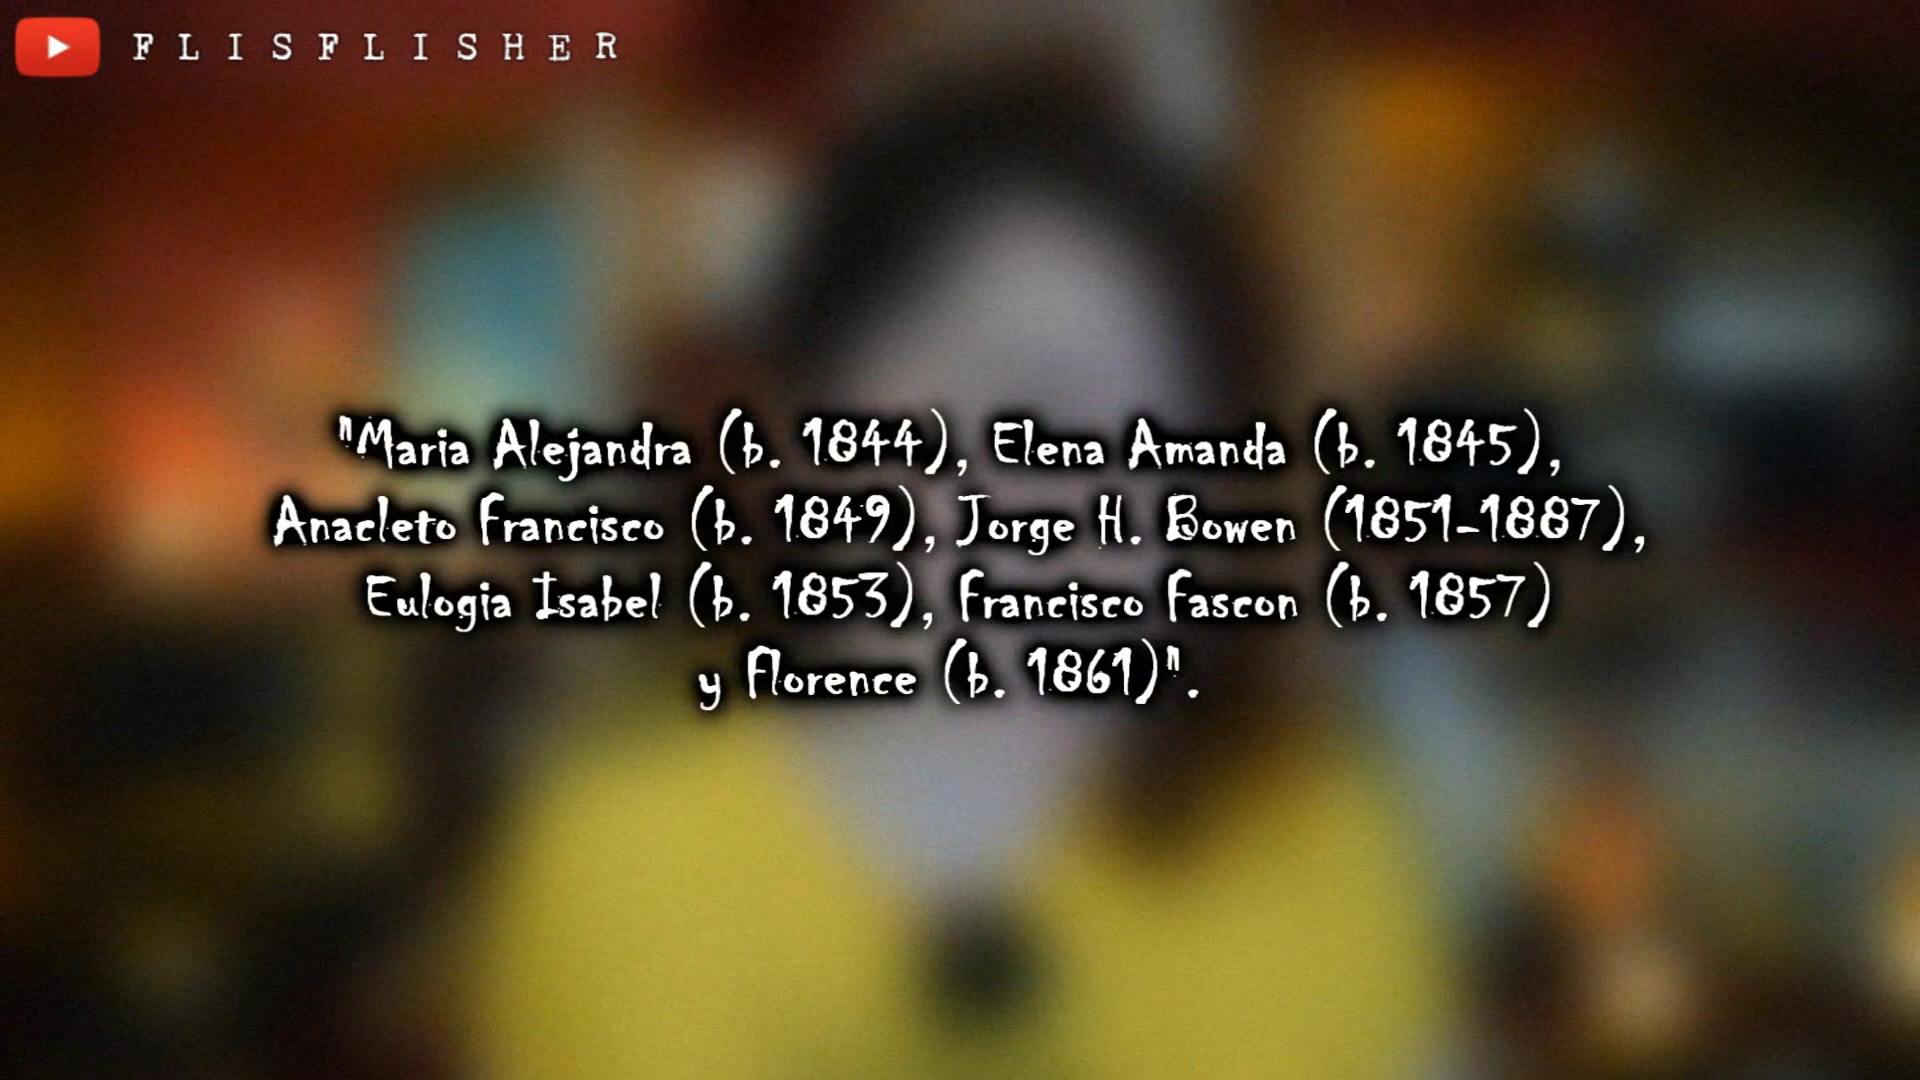 FLISFLISHER
"Maria Alejandra (b. 1844), Elena Amanda (b. 1845),
Anacleto Francisco (b. 1849), Jorge H. Bowen (1851-1887),
Eulogia Isabel (b. 1853), Francisco Fascon (b. 1857)
y Florence (b. 1861)".